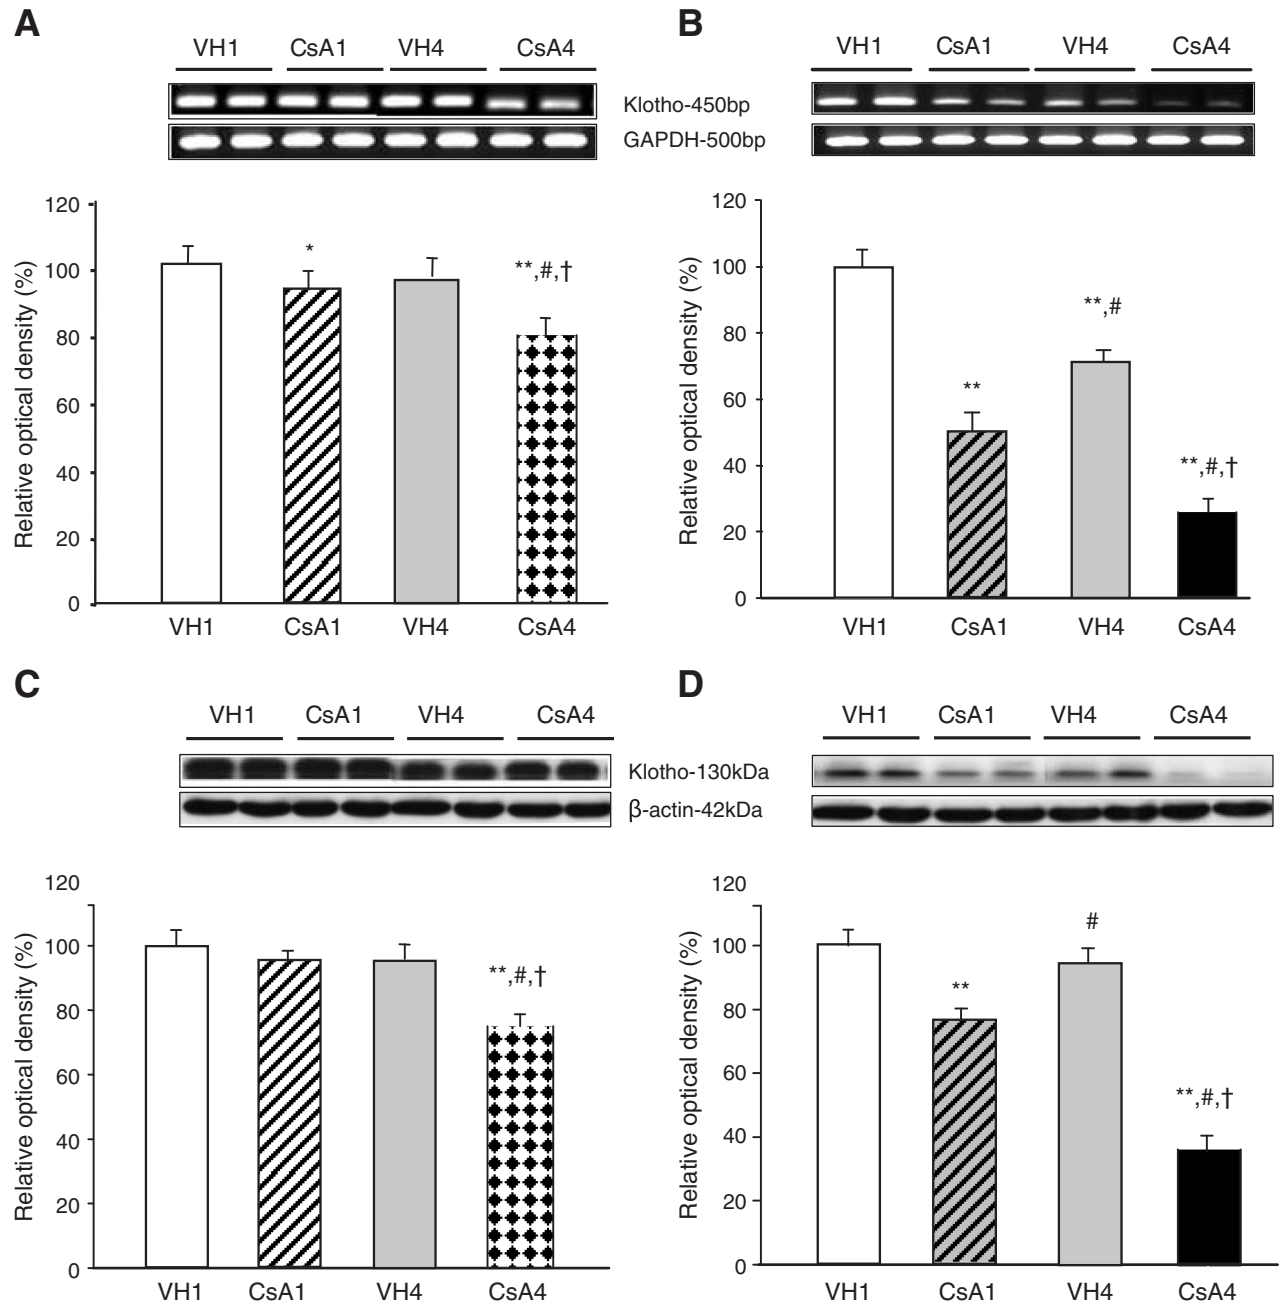 A
VH1 CsA1 VH4 CsA4
Klotho-450bp
GAPDH-500bp
120
100
80
60
40
20
0
Relative optical density (%)
*
**,#,†
VH1 CsA1 VH4 CsA4
B
VH1 CsA1 VH4 CsA4
120
100
80
60
40
20
0
Relative optical density (%)
**
**,#
**,#,†
VH1 CsA1 VH4 CsA4
C
VH1 CsA1 VH4 CsA4
Klotho-130kDa
β-actin-42kDa
120
100
80
60
40
20
0
Relative optical density (%)
**,#,†
VH1 CsA1 VH4 CsA4
D
VH1 CsA1 VH4 CsA4
120
100
80
60
40
20
0
Relative optical density (%)
**
#
**,#,†
VH1 CsA1 VH4 CsA4